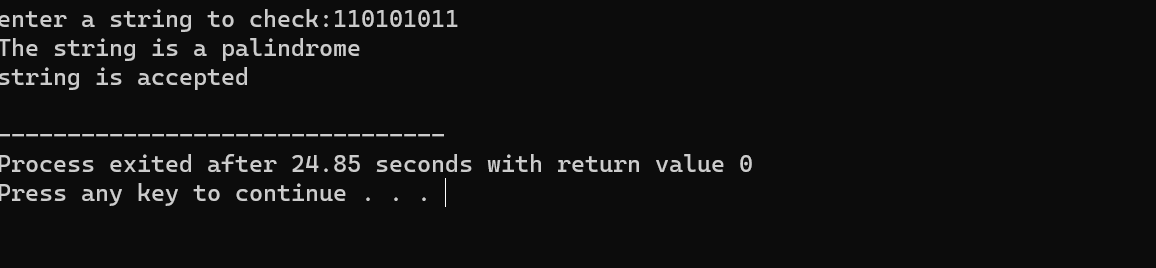 enter a string to check:110101011
The string is a palindrome
string is accepted
--------------------------------
Process exited after 24.85 seconds with return value 0
Press any key to continue . . .